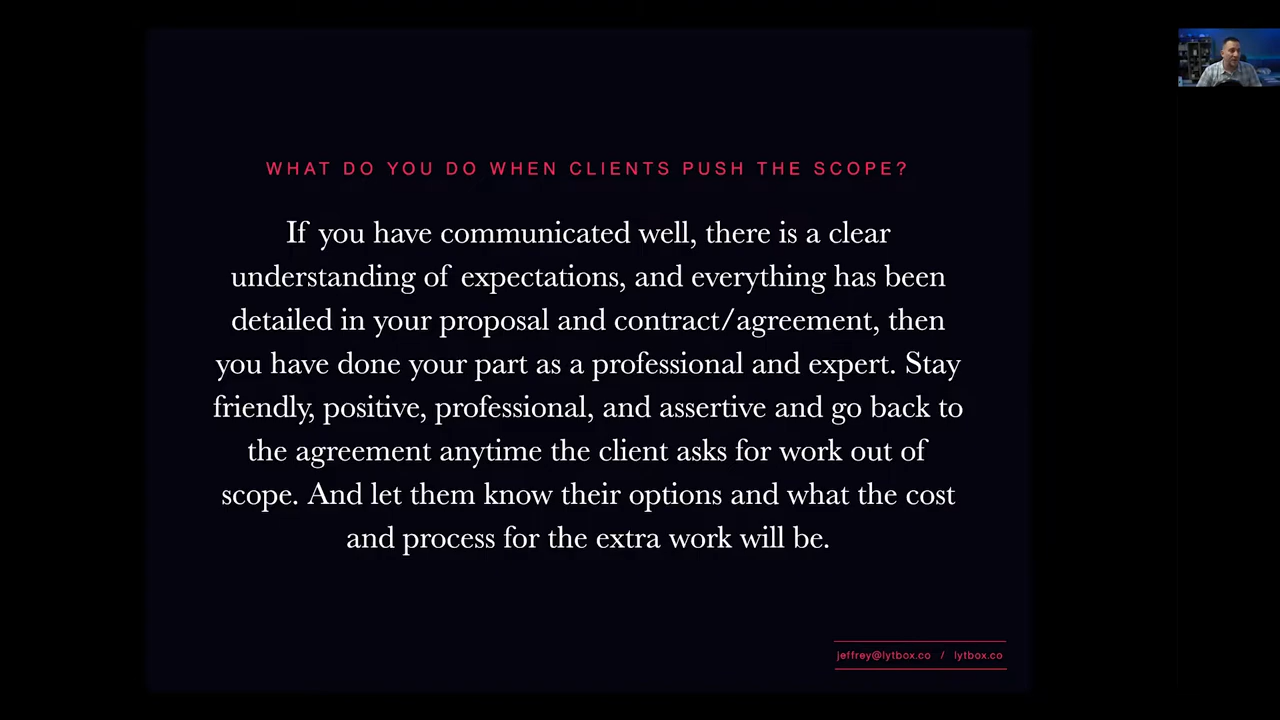 WHAT DO YOU DO WHEN CLIENTS PUSH THE SCOPE?
If you have communicated well, there is a clear
understanding of expectations, and everything has been
detailed in your proposal and contract/agreement, then
you have done your part as a professional and expert. Stay
friendly, positive, professional, and assertive and go back to
the agreement anytime the client asks for work out of
scope. And let them know their options and what the cost
and process for the extra work will be.
jeffrey@lytbox.co / lytbox.co